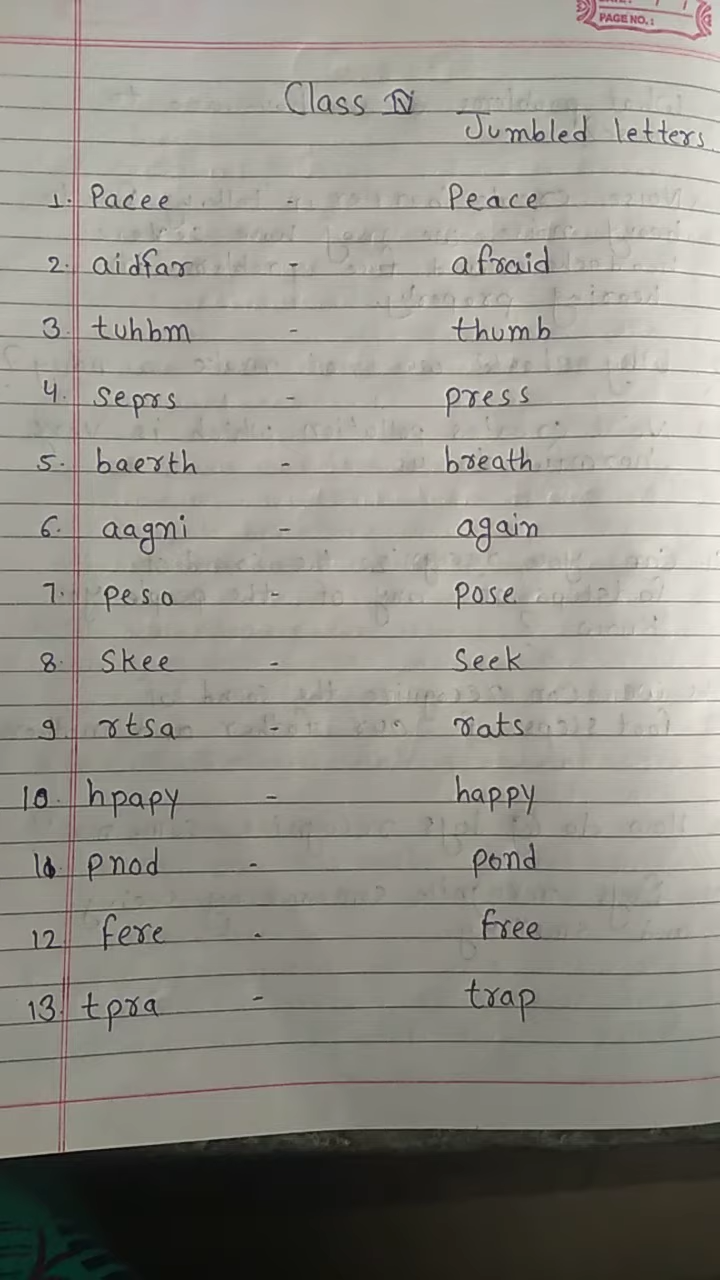 PAGE NO.:
Class IV
Jumbled letters
1. Pacee - Peace
2. aidfar - afraid
3. tuhbm - thumb
4. seprs - press
5. baerth - breath
6. aagni - again
7. peso - pose
8. Skee - Seek
9 rtsa - rats
10. hpapy - happy
11 pnod - pond
12 fere - free
13. tpra - trap